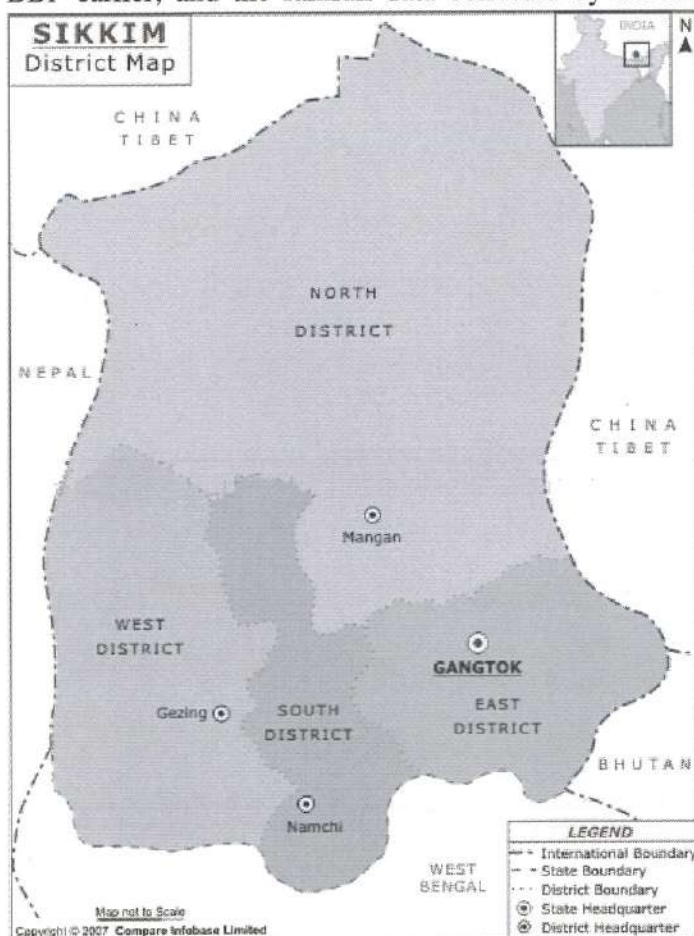 SIKKIM
District Map
INDIA
N
CHINA
TIBET
NORTH
DISTRICT
NEPAL
CHINA
TIBET
Mangan
WEST
DISTRICT
GANGTOK
Gezing
SOUTH
DISTRICT
EAST
DISTRICT
BHUTAN
Namchi
WEST
BENGAL
LEGEND
International Boundary
State Boundary
District Boundary
State Headquarter
District Headquarter
Map not to Scale
Copyright © 2007 Compare Infobase Limited